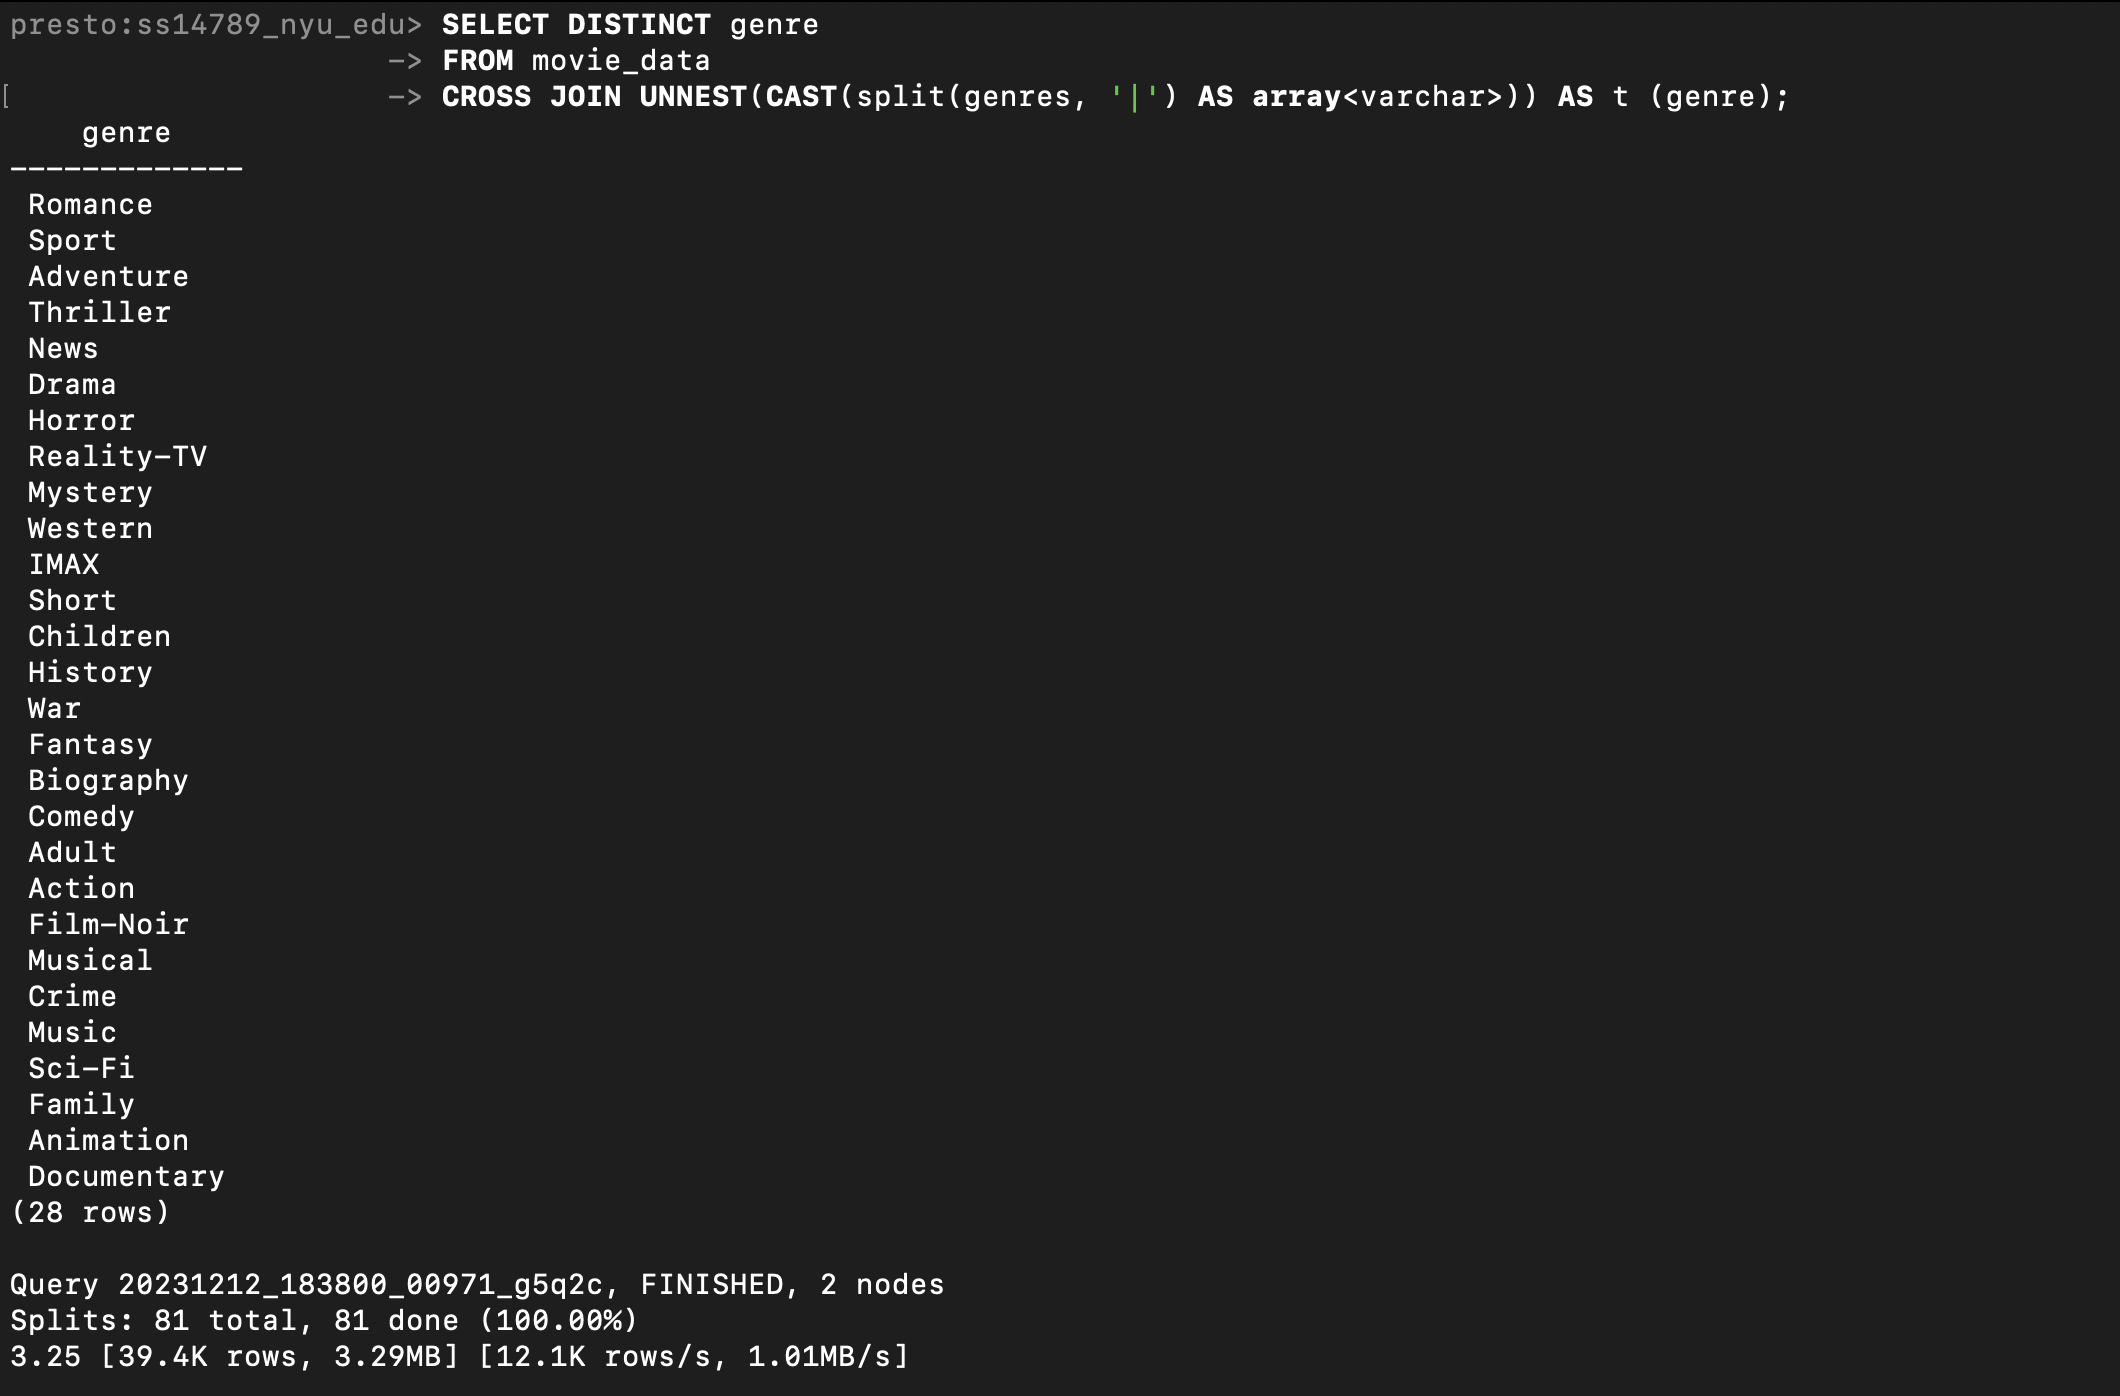 presto:ss14789_nyu_edu> SELECT DISTINCT genre
-> FROM movie_data
[ -> CROSS JOIN UNNEST(CAST(split(genres, '|') AS array<varchar>)) AS t (genre);
genre
-------------
Romance
Sport
Adventure
Thriller
News
Drama
Horror
Reality-TV
Mystery
Western
IMAX
Short
Children
History
War
Fantasy
Biography
Comedy
Adult
Action
Film-Noir
Musical
Crime
Music
Sci-Fi
Family
Animation
Documentary
(28 rows)
Query 20231212_183800_00971_g5q2c, FINISHED, 2 nodes
Splits: 81 total, 81 done (100.00%)
3.25 [39.4K rows, 3.29MB] [12.1K rows/s, 1.01MB/s]